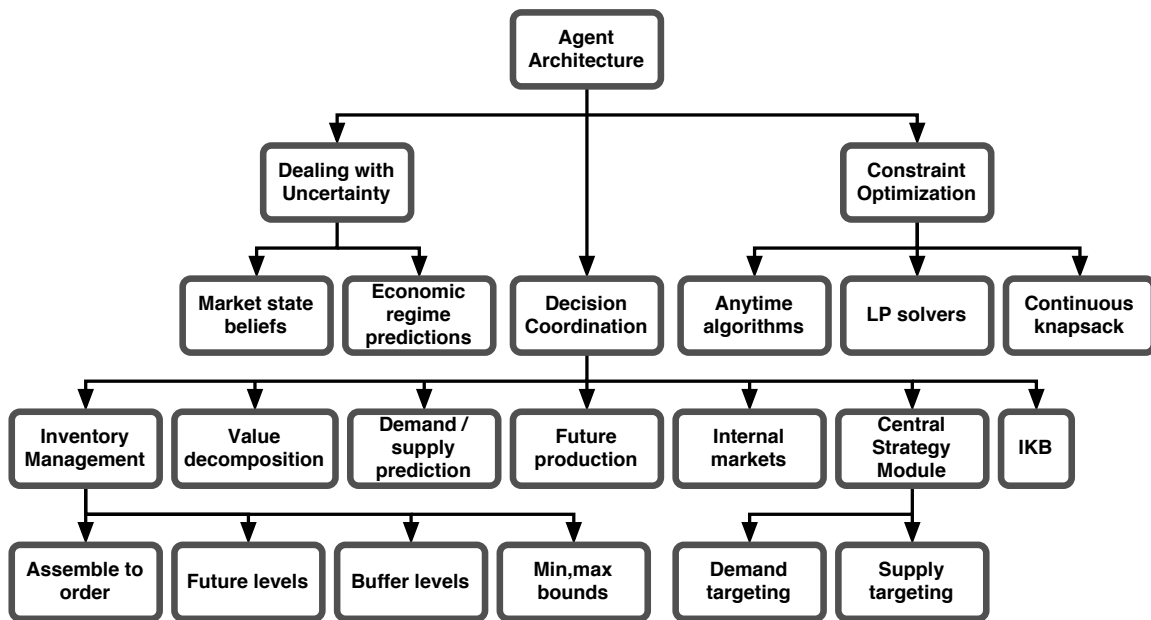 Agent
Architecture
Dealing with
Uncertainty
Constraint
Optimization
Market state
beliefs
Economic
regime
predictions
Decision
Coordination
Anytime
algorithms
LP solvers
Continuous
knapsack
Inventory
Management
Value
decomposition
Demand /
supply
prediction
Future
production
Internal
markets
Central
Strategy
Module
IKB
Assemble to
order
Future levels
Buffer levels
Min,max
bounds
Demand
targeting
Supply
targeting